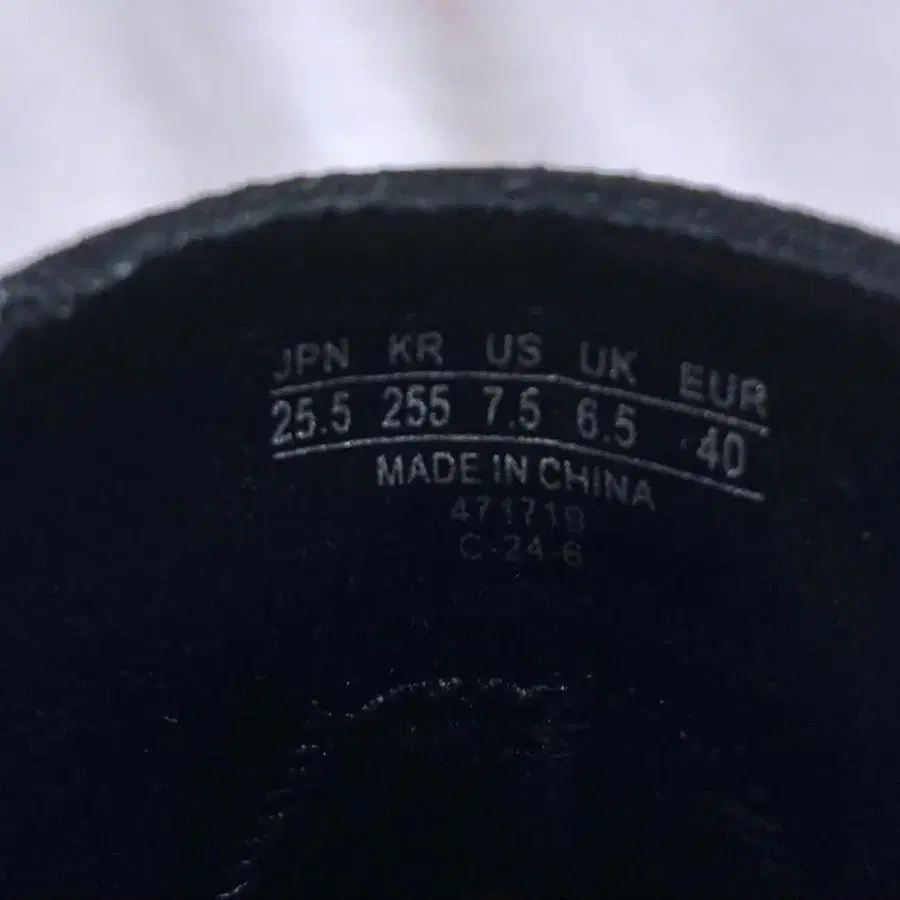 JPN KR US UK EUR
25.5 255 7.5 6.5 40
MADE IN CHINA
471719
C-24-6